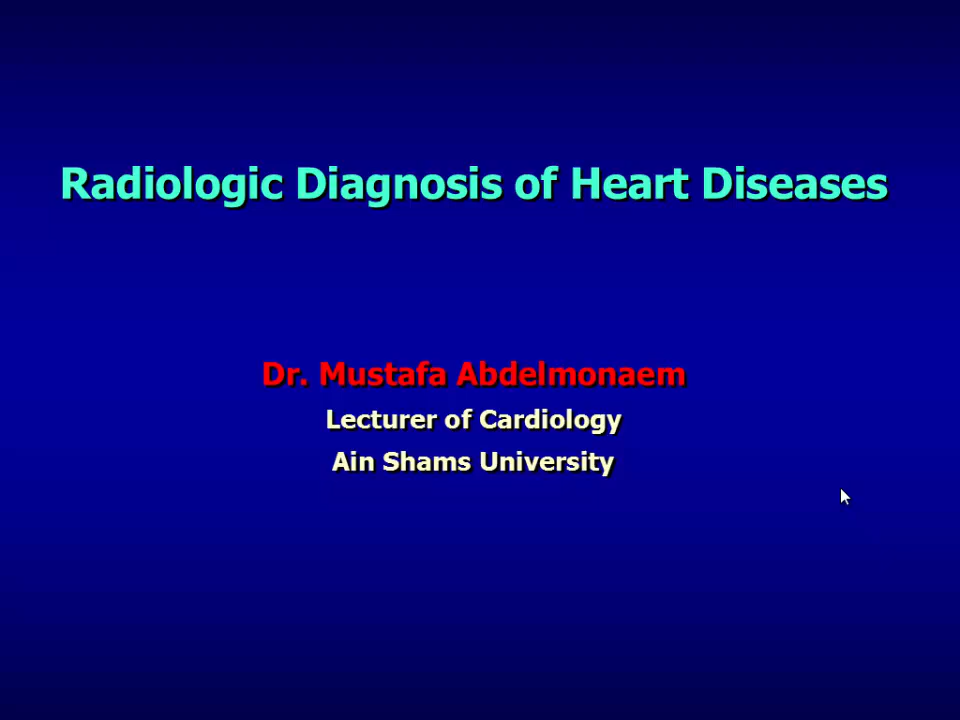 Radiologic Diagnosis of Heart Diseases
Dr. Mustafa Abdelmonaem
Lecturer of Cardiology
Ain Shams University